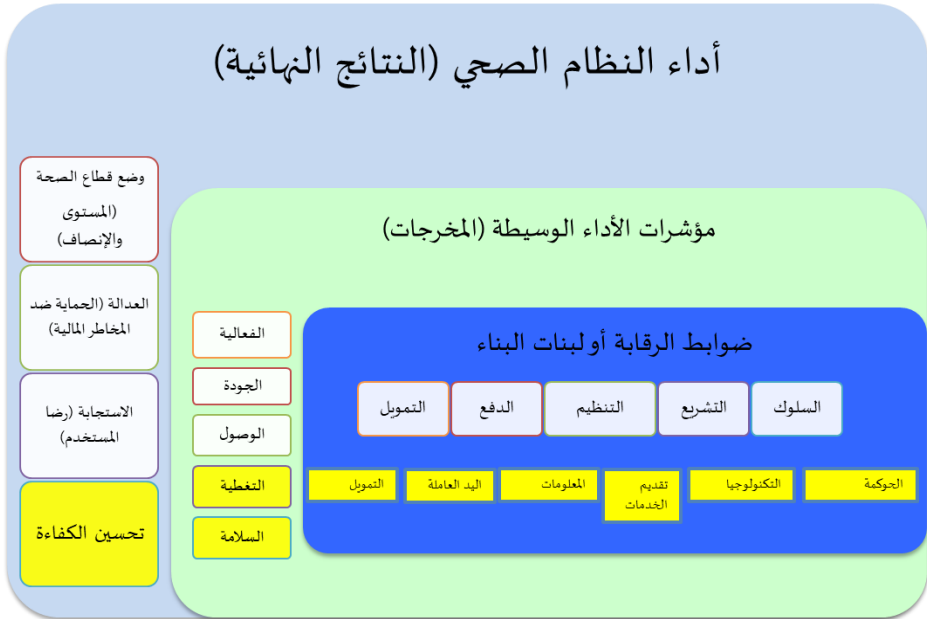 أداء النظام الصحي (النتائج النهائية)
وضع قطاع الصحة
(المستوى
والإنصاف)
العدالة (الحماية ضد
المخاطر المالية)
الاستجابة (رضا
المستخدم)
تحسين الكفاءة
مؤشرات الأداء الوسيطة (المخرجات)
الفعالية
الجودة
الوصول
التغطية
السلامة
ضوابط الرقابة أولبنات البناء
السلوك
التشريع
التنظيم
الدفع
التمويل
الحوكمة
التكنولوجيا
تقديم
الخدمات
المعلومات
اليد العاملة
التمويل